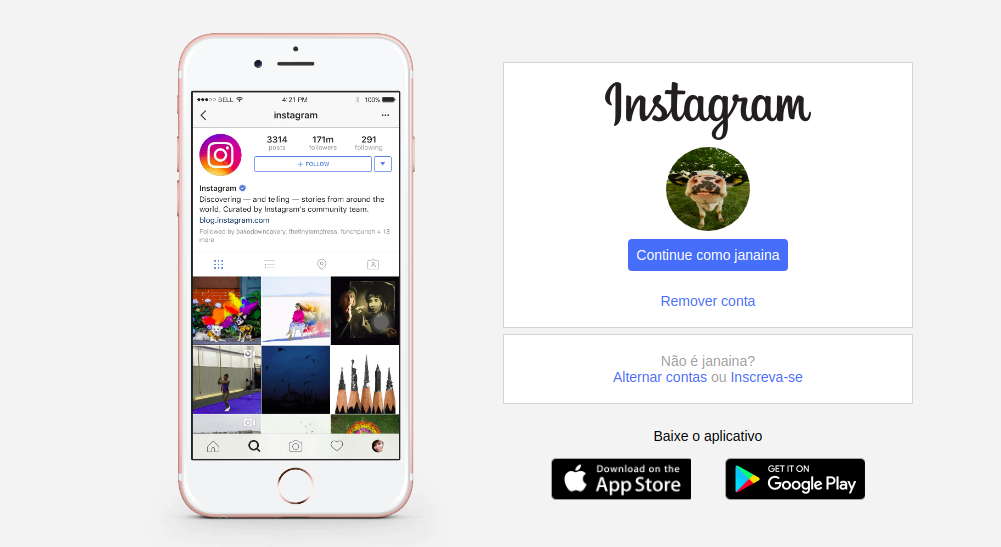 ●●●○○ BELL
4:21 PM
100%
instagram
3314
posts
171m
followers
291
following
+ FOLLOW
Instagram
Discovering — and telling — stories from around the
world. Curated by Instagram's community team.
blog.instagram.com
Followed by bakedowncakery, thetinytemptress, funchpunch + 18
more
Instagram
Continue como janaina
Remover conta
Não é janaina?
Alternar contas ou Inscreva-se
Baixe o aplicativo
Download on the
App Store
GET IT ON
Google Play